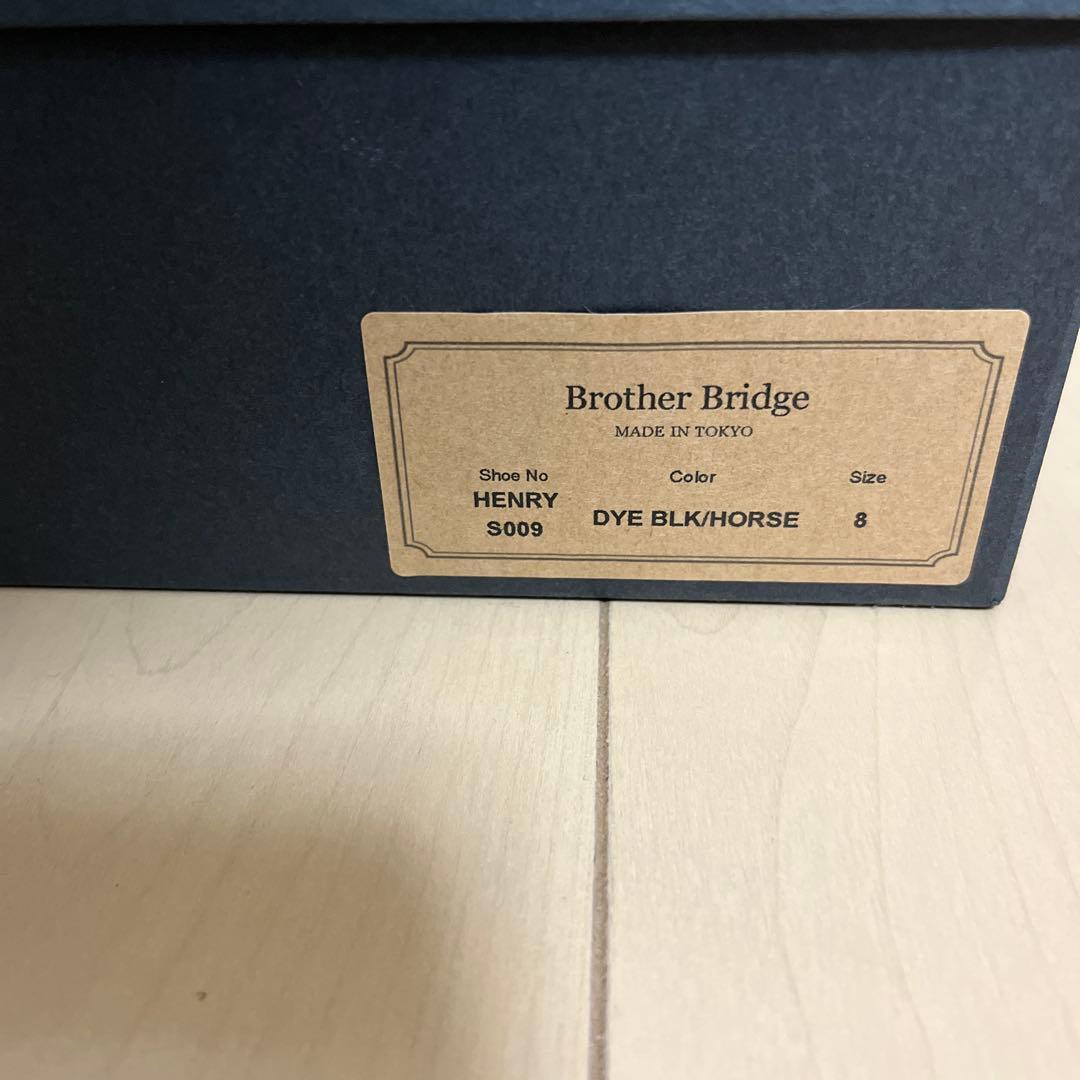 Brother Bridge
MADE IN TOKYO
Shoe No Color Size
HENRY S009 DYE BLK/HORSE 8